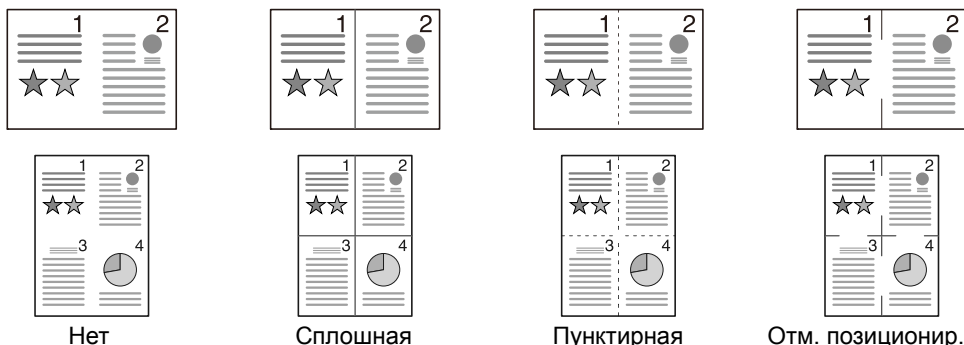 1 2 1 2 1 2 1 2
1 2 1 2 1 2 1 2
3 4 3 4 3 4 3 4
Нет Сплошная Пунктирная Отм. позиционир.